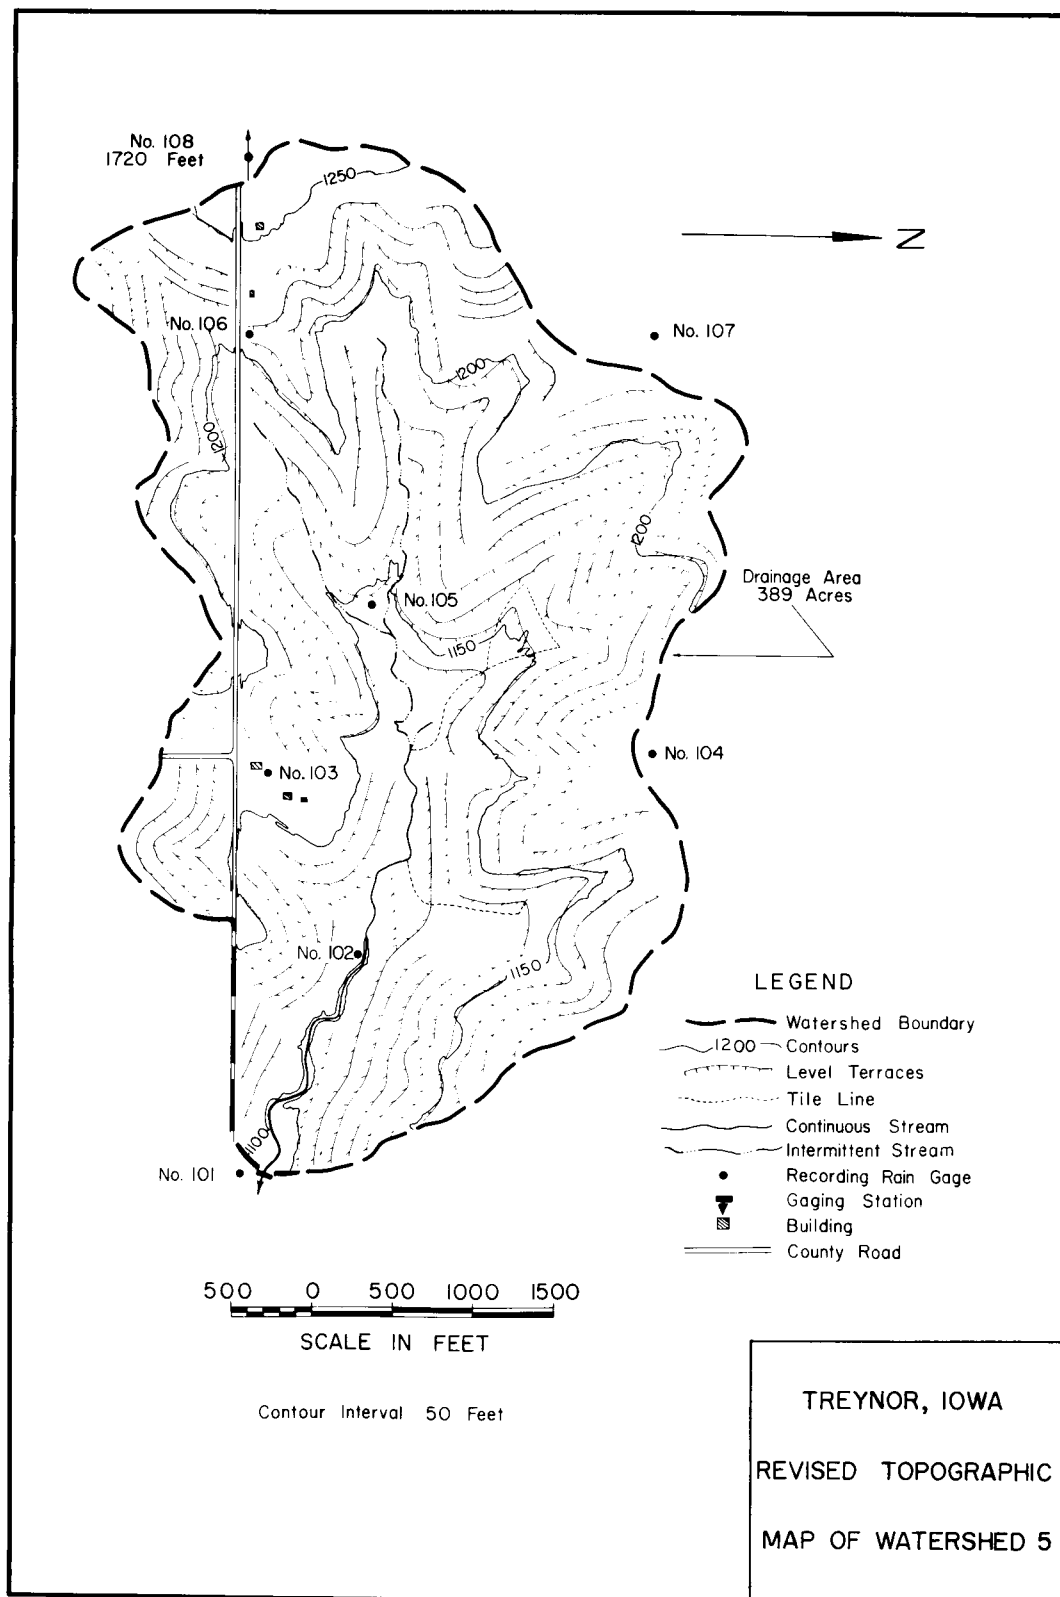 No. 108
1720 Feet
1250
N
No. 106
No. 107
1200
1200
1200
Drainage Area
389 Acres
No. 105
1150
No. 104
No. 103
No. 102
1150
1100
No. 101
LEGEND
Watershed Boundary
1200 Contours
Level Terraces
Tile Line
Continuous Stream
Intermittent Stream
Recording Rain Gage
Gaging Station
Building
County Road
500 0 500 1000 1500
SCALE IN FEET
Contour Interval 50 Feet
TREYNOR, IOWA
REVISED TOPOGRAPHIC
MAP OF WATERSHED 5